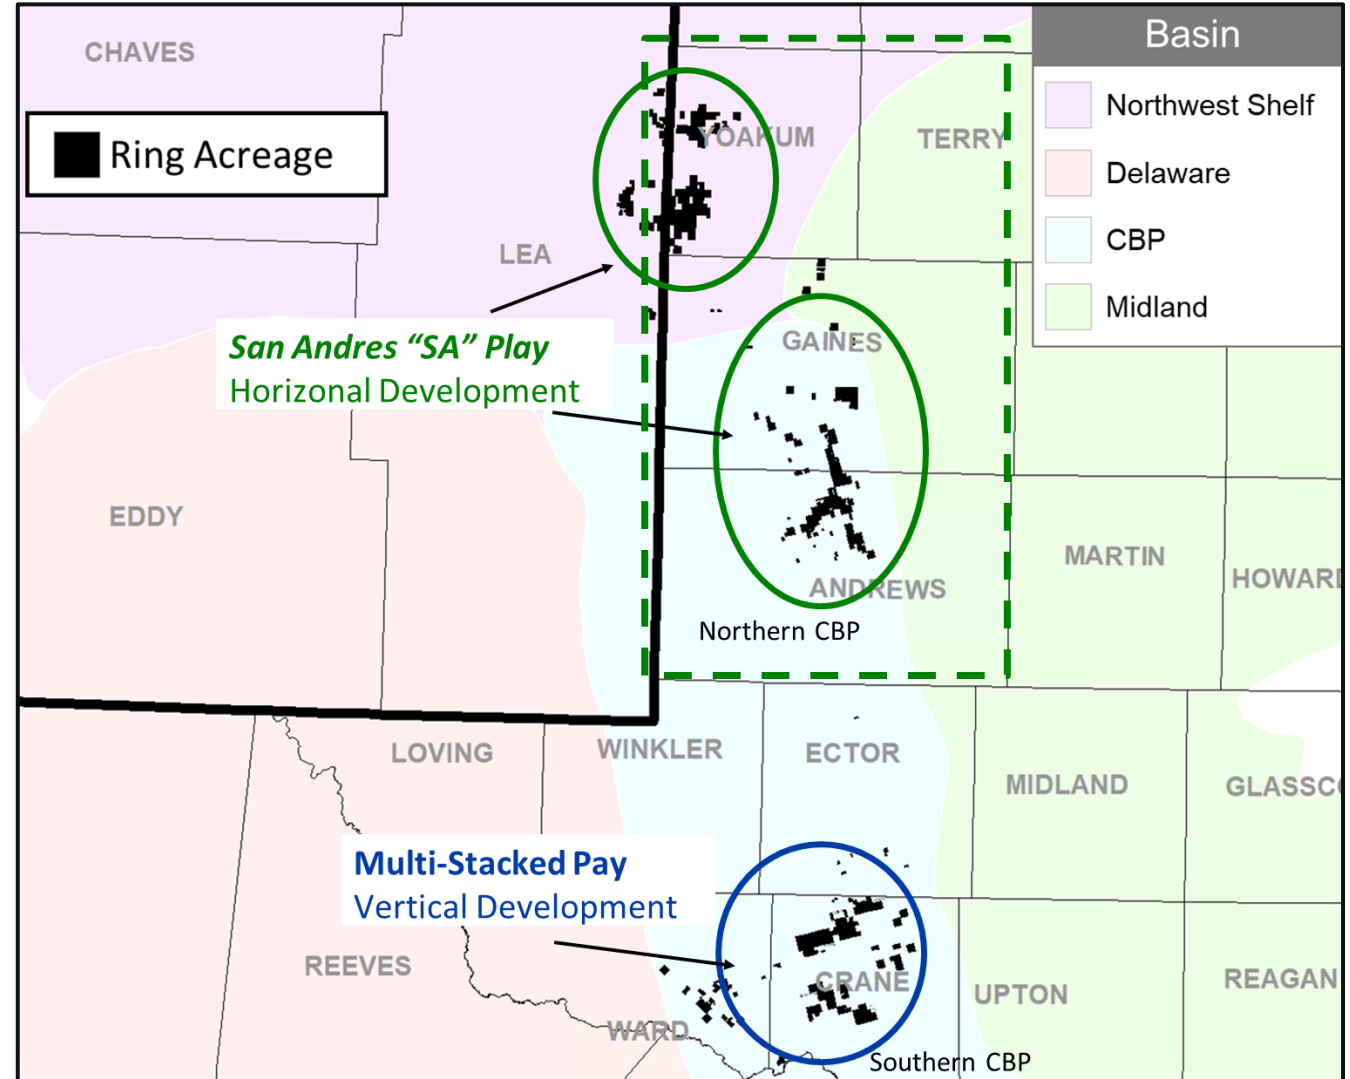 Basin
CHAVES
Northwest Shelf
Ring Acreage
YOAKUM
TERRY
Delaware
LEA
CBP
Midland
San Andres “SA” Play
Horizonal Development
GAINES
EDDY
MARTIN
HOWARD
ANDREWS
Northern CBP
LOVING
WINKLER
ECTOR
MIDLAND
GLASSCO
Multi-Stacked Pay
Vertical Development
REEVES
CRANE
UPTON
REAGAN
WARD
Southern CBP